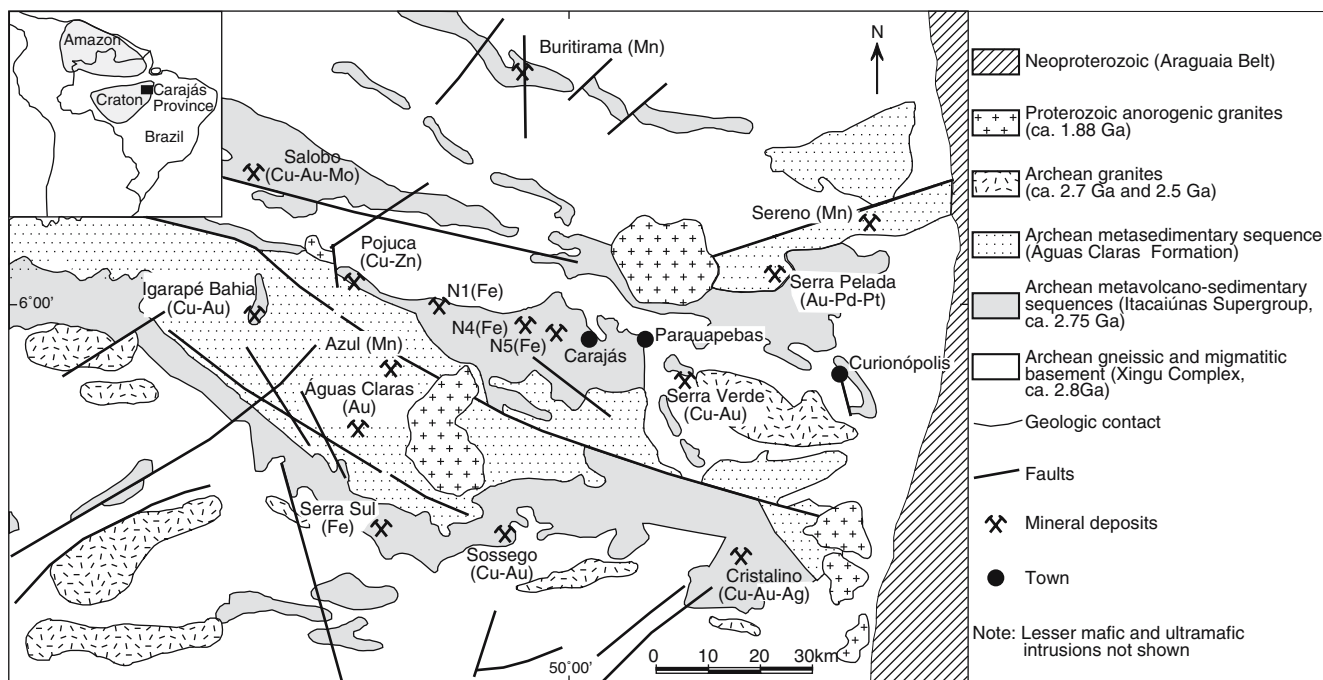 Amazon
Craton
Carajás
Province
Brazil
Buritirama (Mn)
N
Salobo
(Cu-Au-Mo)
Sereno (Mn)
Pojuca
(Cu-Zn)
6°00'
Igarapé Bahia
(Cu-Au)
N1(Fe)
Serra Pelada
(Au-Pd-Pt)
N4(Fe)
N5(Fe)
Carajás
Parauapebas
Azul (Mn)
Curionópolis
Águas Claras
(Au)
Serra Verde
(Cu-Au)
Serra Sul
(Fe)
Sossego
(Cu-Au)
Cristalino
(Cu-Au-Ag)
50°00'
0 10 20 30km
Neoproterozoic (Araguaia Belt)
Proterozoic anorogenic granites
(ca. 1.88 Ga)
Archean granites
(ca. 2.7 Ga and 2.5 Ga)
Archean metasedimentary sequence
(Aguas Claras Formation)
Archean metavolcano-sedimentary
sequences (Itacaiúnas Supergroup,
ca. 2.75 Ga)
Archean gneissic and migmatitic
basement (Xingu Complex,
ca. 2.8Ga)
Geologic contact
Faults
Mineral deposits
Town
Note: Lesser mafic and ultramafic
intrusions not shown